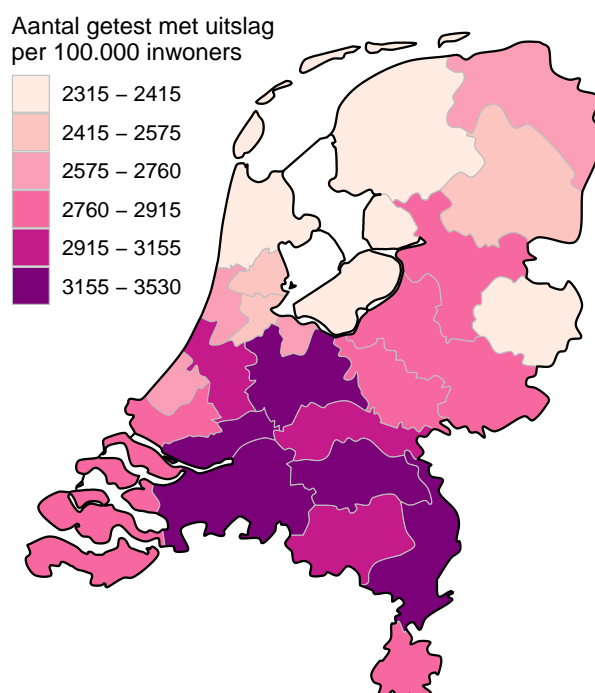 Aantal getest met uitslag
per 100.000 inwoners
2315 – 2415
2415 – 2575
2575 – 2760
2760 – 2915
2915 – 3155
3155 – 3530